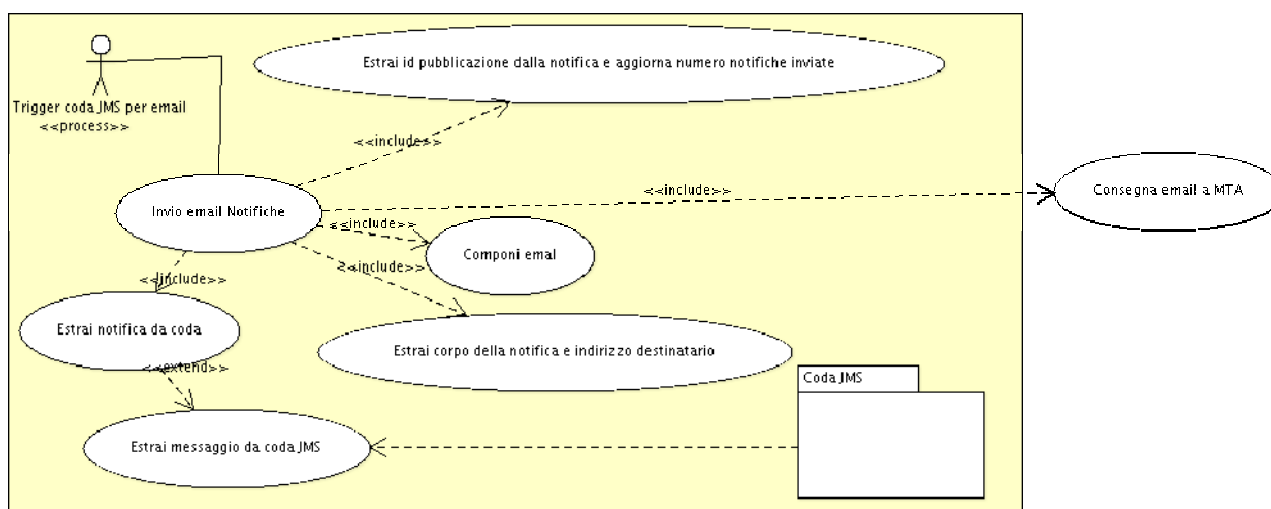 Estrai id pubblicazione dalla notifica e aggiorna numero notifiche inviate
Trigger coda JMS per email
<<process>>
<<include>>
<<include>>
Consegna email a MTA
Invio email Notifiche
<<include>>
Componi emal
<<include>>
<<include>>
Estrai notifica da coda
Estrai corpo della notifica e indirizzo destinatario
<<extend>>
Coda JMS
Estrai messaggio da coda JMS